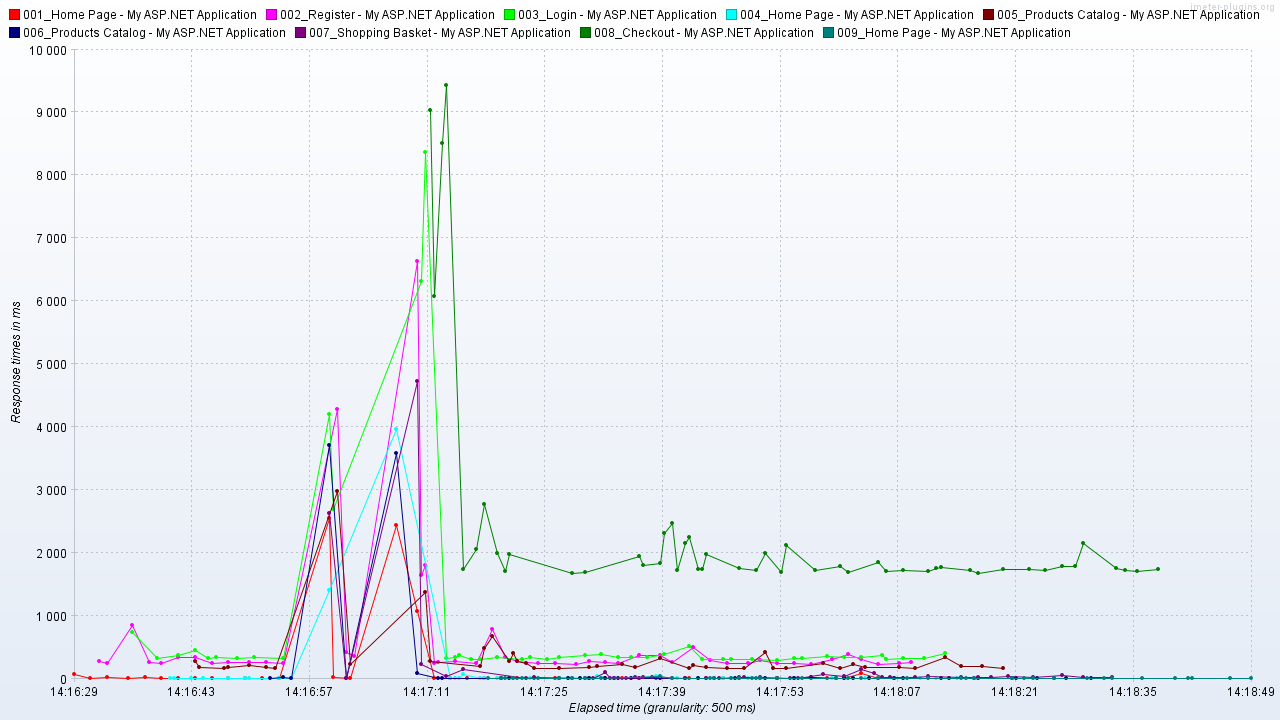 jmeter-plugins.org
001_Home Page - My ASP.NET Application 002_Register - My ASP.NET Application 003_Login - My ASP.NET Application 004_Home Page - My ASP.NET Application 005_Products Catalog - My ASP.NET Application
006_Products Catalog - My ASP.NET Application 007_Shopping Basket - My ASP.NET Application 008_Checkout - My ASP.NET Application 009_Home Page - My ASP.NET Application
10 000
9 000
8 000
7 000
6 000
5 000
4 000
3 000
2 000
1 000
0
Response times in ms
14:16:29 14:16:43 14:16:57 14:17:11 14:17:25 14:17:39 14:17:53 14:18:07 14:18:21 14:18:35 14:18:49
Elapsed time (granularity: 500 ms)